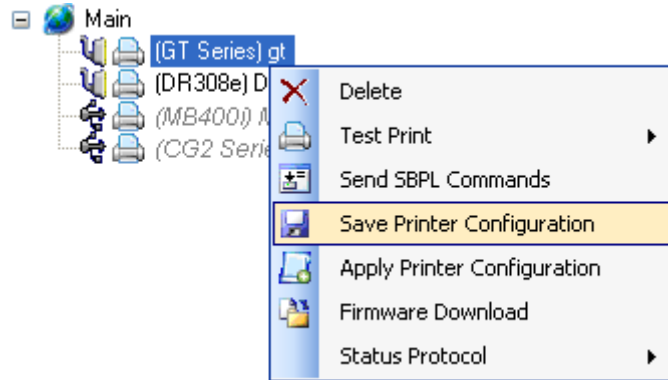 Main
(GT Series) gt
(DR308e) D
(MB400i)
(CG2 Serie
Delete
Test Print
Send SBPL Commands
Save Printer Configuration
Apply Printer Configuration
Firmware Download
Status Protocol